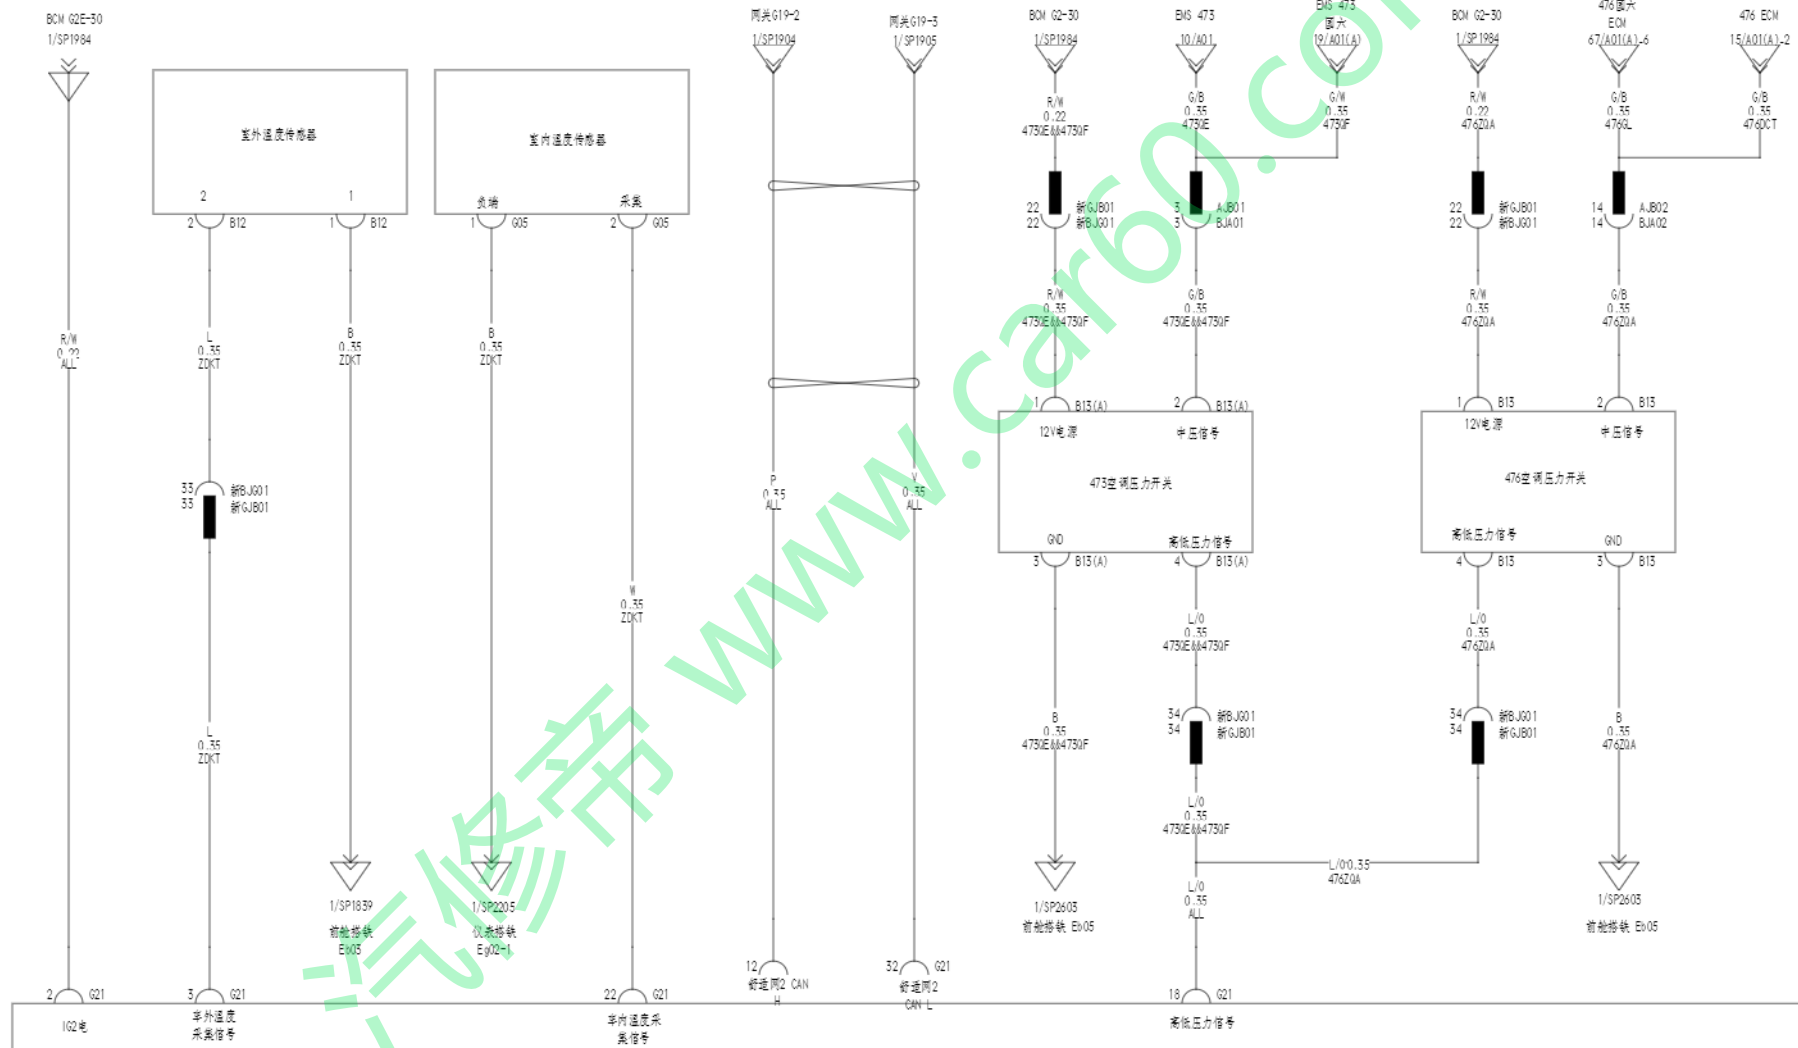 BCM G2E-30
1/SP1984
网关G19-2
1/SP1904
网关G19-3
1/SP1905
BCM G2-30
1/SP1984
EMS 473
10/A01
EMS 473
国六
19/A01(A)
BCM G2-30
1/SP1984
476国六
ECM
67/A01(A)-6
476 ECM
15/A01(A)-2
室外温度传感器
2
1
2 B12
1 B12
室内温度传感器
负端
采集
1 G05
2 G05
R/W
0.22
473QE&&473QF
G/B
0.35
473QE
G/W
0.35
473QF
R/W
0.22
476ZQA
G/B
0.35
476QL
G/B
0.35
476DCT
22 新GJB01
22 新BJG01
3 AJB01
3 BJA01
22 新GJB01
22 新BJG01
14 AJB02
14 BJA02
R/W
0.35
473QE&&473QF
G/B
0.35
473QE&&473QF
R/W
0.35
476ZQA
G/B
0.35
476ZQA
R/W
0.22
ALL
L
0.35
ZDKT
B
0.35
ZDKT
B
0.35
ZDKT
1 B13(A)
2 B13(A)
12V电源
中压信号
473空调压力开关
GND
高低压力信号
3 B13(A)
4 B13(A)
1 B13
2 B13
12V电源
中压信号
476空调压力开关
高低压力信号
GND
4 B13
3 B13
33 新BJG01
33 新GJB01
P
0.35
ALL
V
0.35
ALL
W
0.35
ZDKT
L/O
0.35
473QE&&473QF
L/O
0.35
476ZQA
L
0.35
ZDKT
B
0.35
473QE&&473QF
34 新BJG01
34 新GJB01
34 新BJG01
34 新GJB01
B
0.35
476ZQA
L/O
0.35
473QE&&473QF
L/O0.35
476ZQA
L/O
0.35
ALL
1/SP1839
前舱搭铁
Eb05
1/SP2205
仪表搭铁
Eg02-1
1/SP2603
前舱搭铁 Eb05
1/SP2603
前舱搭铁 Eb05
2 G21
IG2电
3 G21
车外温度
采集信号
22 G21
车内温度采
集信号
12
舒适网2 CAN
H
32 G21
舒适网2
CAN L
18 G21
高低压力信号
汽修帝 www.car60.com